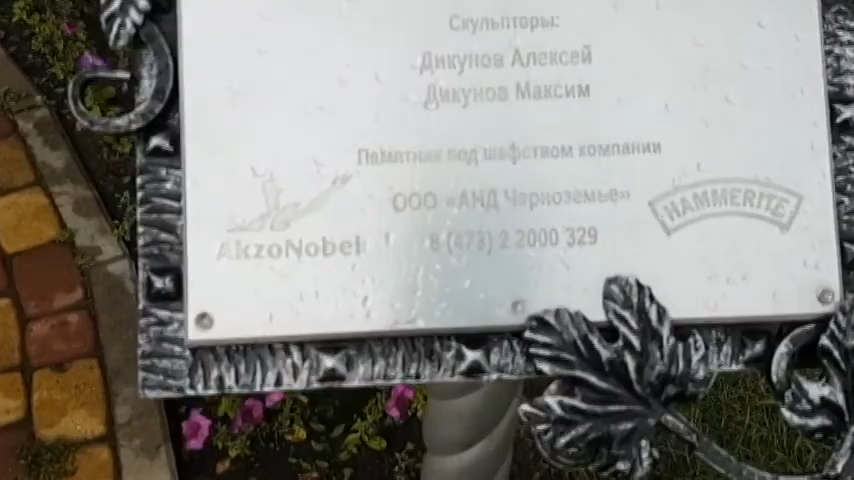 Скульпторы:
Дикунов Алексей
Дикунов Максим
Памятник под шефством компании
ООО «АНД Черноземье»
HAMMERITE
AkzoNobel
8 (473) 2 2000 329